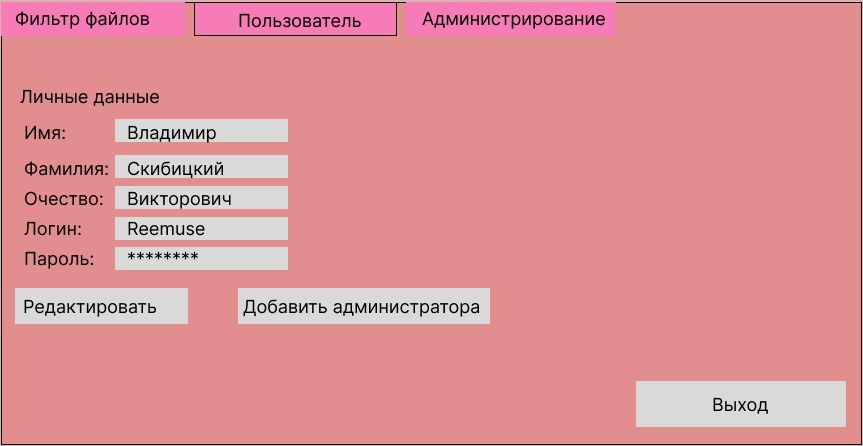 Фильтр файлов Пользователь Администрирование
Личные данные
Имя: Владимир
Фамилия: Скибицкий
Очество: Викторович
Логин: Reemuse
Пароль: ********
Редактировать Добавить администратора
Выход